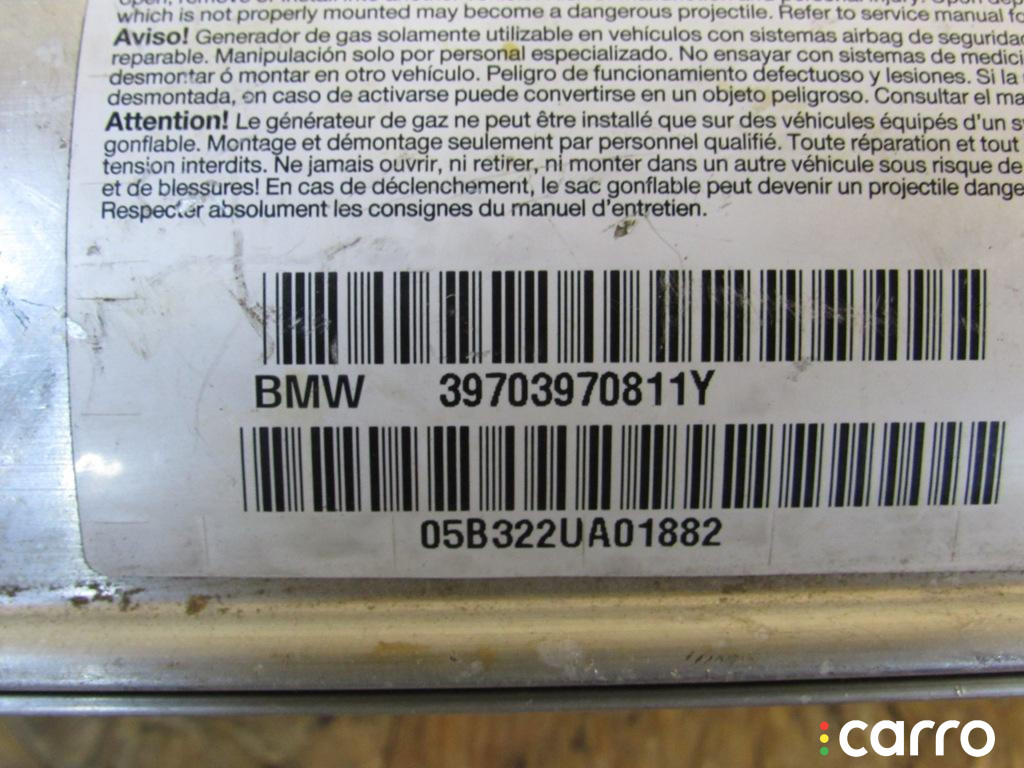 which is not properly mounted may become a dangerous projectile. Refer to service manual fo
Aviso! Generador de gas solamente utilizable en vehículos con sistemas airbag de segurida
reparable. Manipulación solo por personal especializado. No ensayar con sistemas de medici
desmontar ó montar en otro vehículo. Peligro de funcionamiento defectuoso y lesiones. Si la
desmontada, en caso de activarse puede convertirse en un objeto peligroso. Consultar el ma
Attention! Le générateur de gaz ne peut être installé que sur des véhicules équipés d'un s
gonflable. Montage et démontage seulement par personnel qualifié. Toute réparation et tout
tension interdits. Ne jamais ouvrir, ni retirer, ni monter dans un autre véhicule sous risque de
et de blessures! En cas de déclenchement, le sac gonflable peut devenir un projectile dange
Respecter absolument les consignes du manuel d'entretien.
BMW 39703970811Y
05B322UA01882
carro